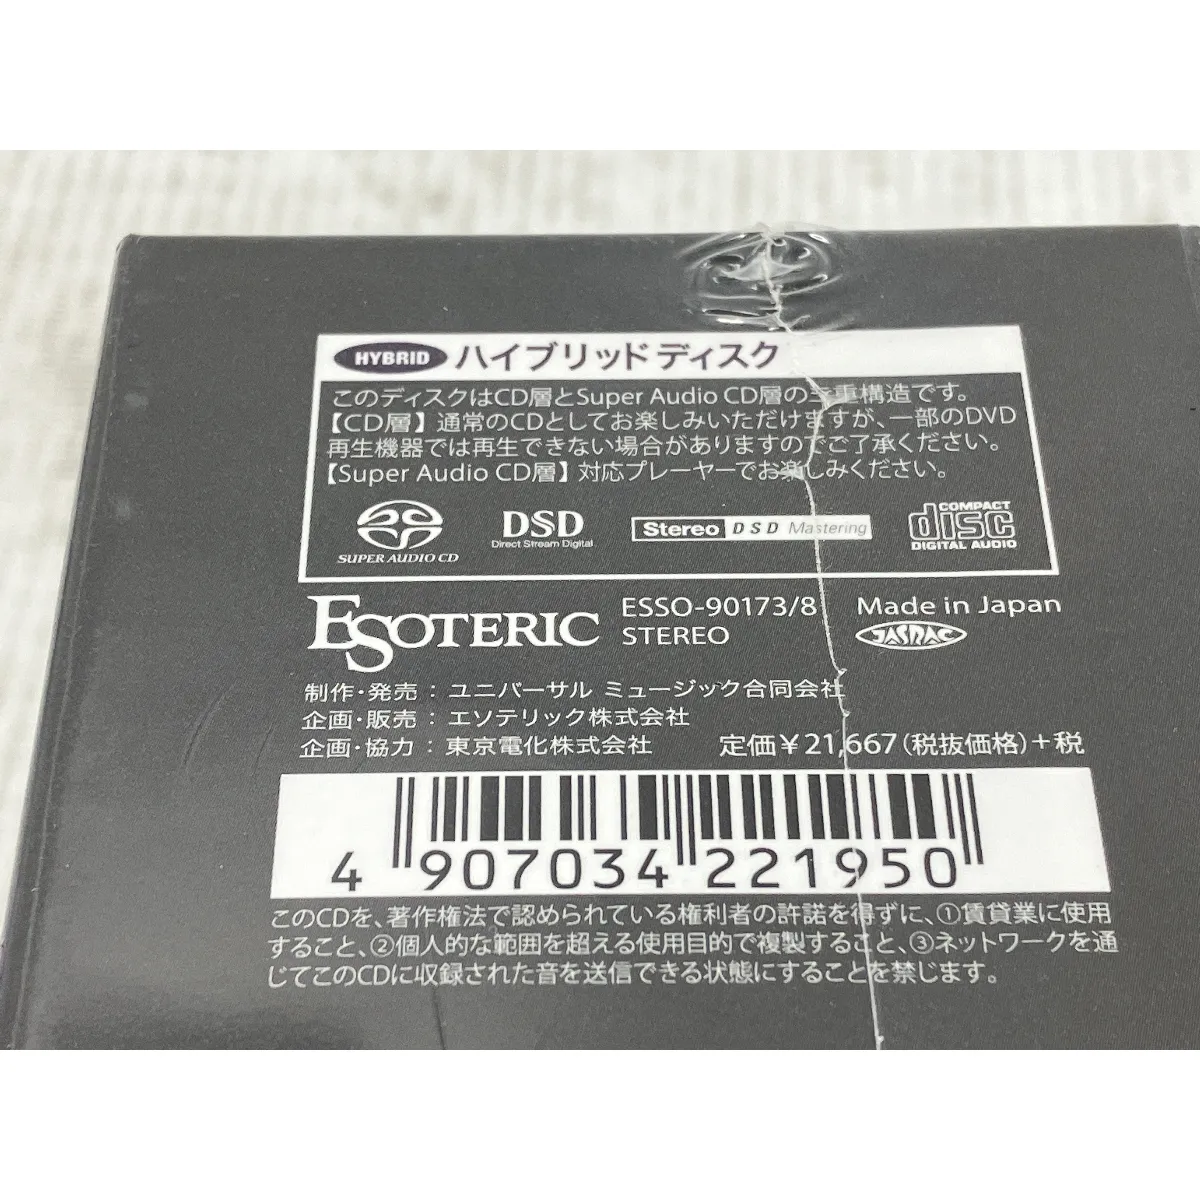 HYBRID ハイブリッド ディスク
このディスクはCD層とSuper Audio CD層の二重構造です。
【CD層】通常のCDとしてお楽しみいただけますが、一部のDVD
再生機器では再生できない場合がありますのでご了承ください。
【Super Audio CD層】対応プレーヤーでお楽しみください。
SUPER AUDIO CD
DSD
Direct Stream Digital
Stereo DSD Mastering
COMPACT
disc
DIGITAL AUDIO
ESOTERIC ESSO-90173/8 Made in Japan
STEREO JASRAC
制作・発売：ユニバーサル ミュージック合同会社
企画・販売：エソテリック株式会社
企画・協力：東京電化株式会社 定価￥21,667(税抜価格)+税
4 907034 221950
このCDを、著作権法で認められている権利者の許諾を得ずに、①賃貸業に使用
すること、②個人的な範囲を超える使用目的で複製すること、③ネットワークを通
じてこのCDに収録された音を送信できる状態にすることを禁じます。